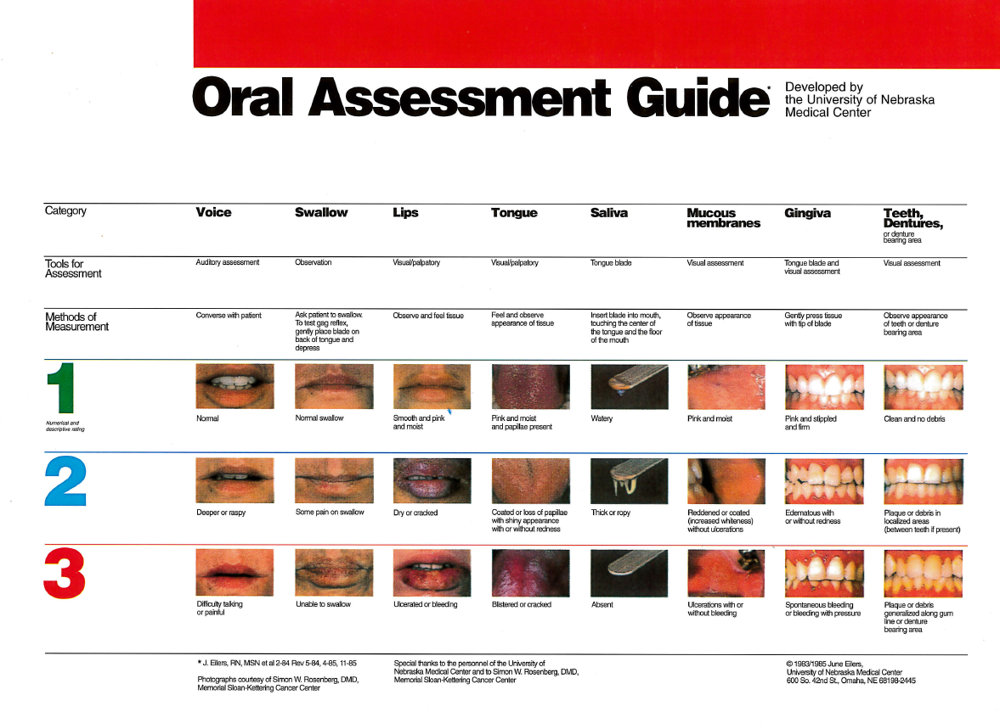 Oral Assessment Guide*
Developed by
the University of Nebraska
Medical Center
Category
Voice
Swallow
Lips
Tongue
Saliva
Mucous
membranes
Gingiva
Teeth,
Dentures,
or denture
bearing area
Tools for
Assessment
Auditory assessment
Observation
Visual/palpatory
Visual/palpatory
Tongue blade
Visual assessment
Tongue blade and
visual assessment
Visual assessment
Methods of
Measurement
Converse with patient
Ask patient to swallow.
To test gag reflex,
gently place blade on
back of tongue and
depress
Observe and feel tissue
Feel and observe
appearance of tissue
Insert blade into mouth,
touching the center of
the tongue and the floor
of the mouth
Observe appearance
of tissue
Gently press tissue
with tip of blade
Observe appearance
of teeth or denture
bearing area
1
Numerical and
descriptive rating
Normal
Normal swallow
Smooth and pink
and moist
Pink and moist
and papillae present
Watery
Pink and moist
Pink and stippled
and firm
Clean and no debris
2
Deeper or raspy
Some pain on swallow
Dry or cracked
Coated or loss of papillae
with shiny appearance
with or without redness
Thick or ropy
Reddened or coated
(increased whiteness)
without ulcerations
Edematous with
or without redness
Plaque or debris in
localized areas
(between teeth if present)
3
Difficulty talking
or painful
Unable to swallow
Ulcerated or bleeding
Blistered or cracked
Absent
Ulcerations with or
without bleeding
Spontaneous bleeding
or bleeding with pressure
Plaque or debris
generalized along gum
line or denture
bearing area
* J. Eilers, RN, MSN et al 2-84 Rev 5-84, 4-85, 11-85
Photographs courtesy of Simon W. Rosenberg, DMD,
Memorial Sloan-Kettering Cancer Center
Special thanks to the personnel of the University of
Nebraska Medical Center and to Simon W. Rosenberg, DMD,
Memorial Sloan-Kettering Cancer Center
© 1983/1985 June Eilers,
University of Nebraska Medical Center
600 So. 42nd St., Omaha, NE 68198-2445